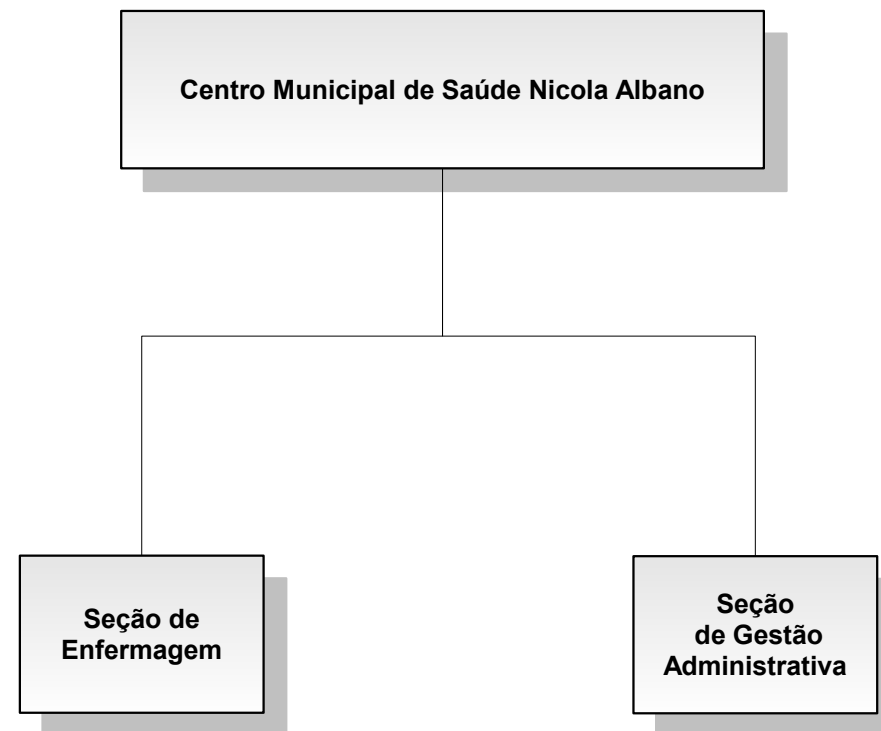 Centro Municipal de Saúde Nicola Albano
Seção de
Enfermagem
Seção
de Gestão
Administrativa